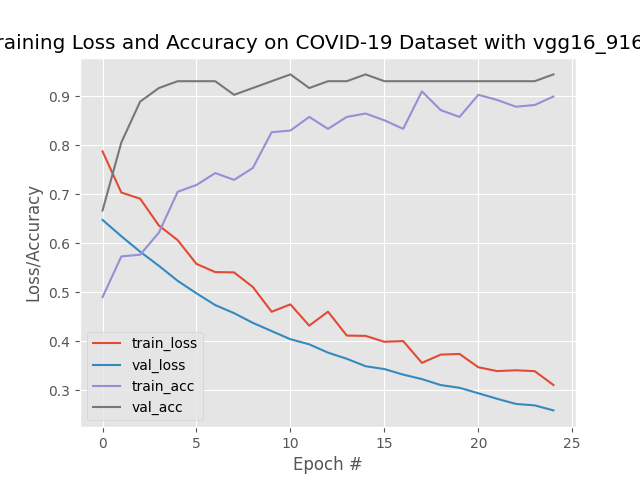 raining Loss and Accuracy on COVID-19 Dataset with vgg16_916
0.9
0.8
0.7
0.6
0.5
0.4
0.3
Loss/Accuracy
train_loss
val_loss
train_acc
val_acc
0 5 10 15 20 25
Epoch #